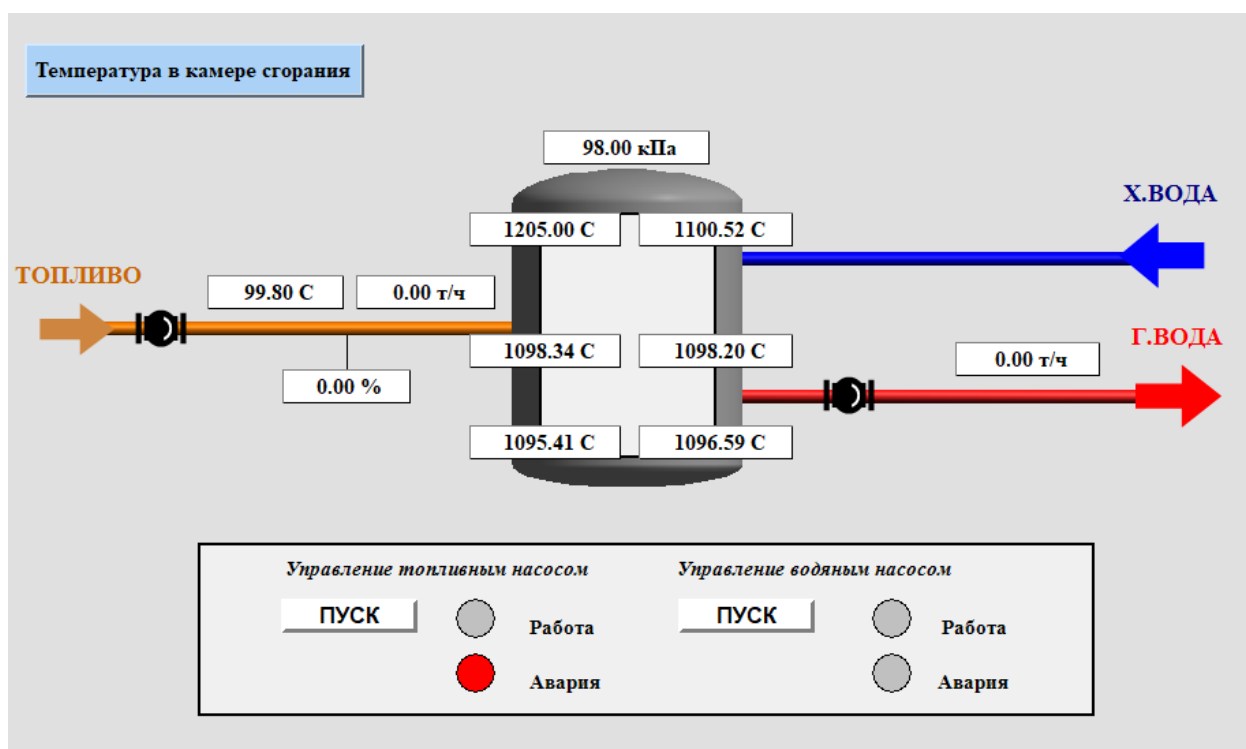 Температура в камере сгорания
98.00 кПа
Х.ВОДА
1205.00 С
1100.52 С
ТОПЛИВО
99.80 С
0.00 т/ч
Г.ВОДА
1098.34 С
1098.20 С
0.00 т/ч
0.00 %
1095.41 С
1096.59 С
Управление топливным насосом
Управление водяным насосом
ПУСК
Работа
ПУСК
Работа
Авария
Авария